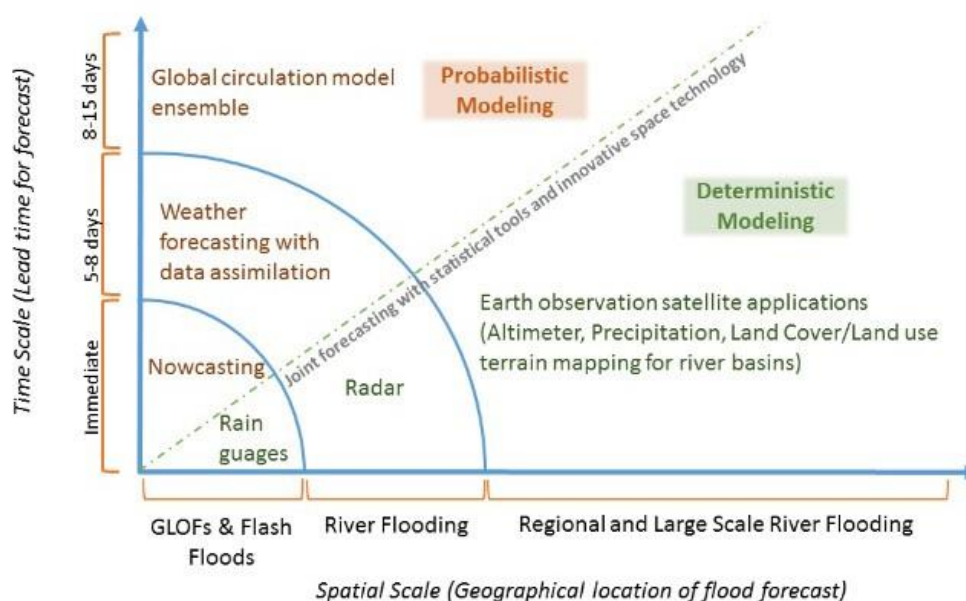 Time Scale (Lead time for forecast)
8-15 days
5-8 days
Immediate
Global circulation model
ensemble
Probabilistic
Modeling
Weather
forecasting with
data assimilation
Nowcasting
Joint forecasting with statistical tools and innovative space technology
Deterministic
Modeling
Earth observation satellite applications
(Altimeter, Precipitation, Land Cover/Land use
terrain mapping for river basins)
Radar
Rain
guages
GLOFs & Flash
Floods
River Flooding
Regional and Large Scale River Flooding
Spatial Scale (Geographical location of flood forecast)